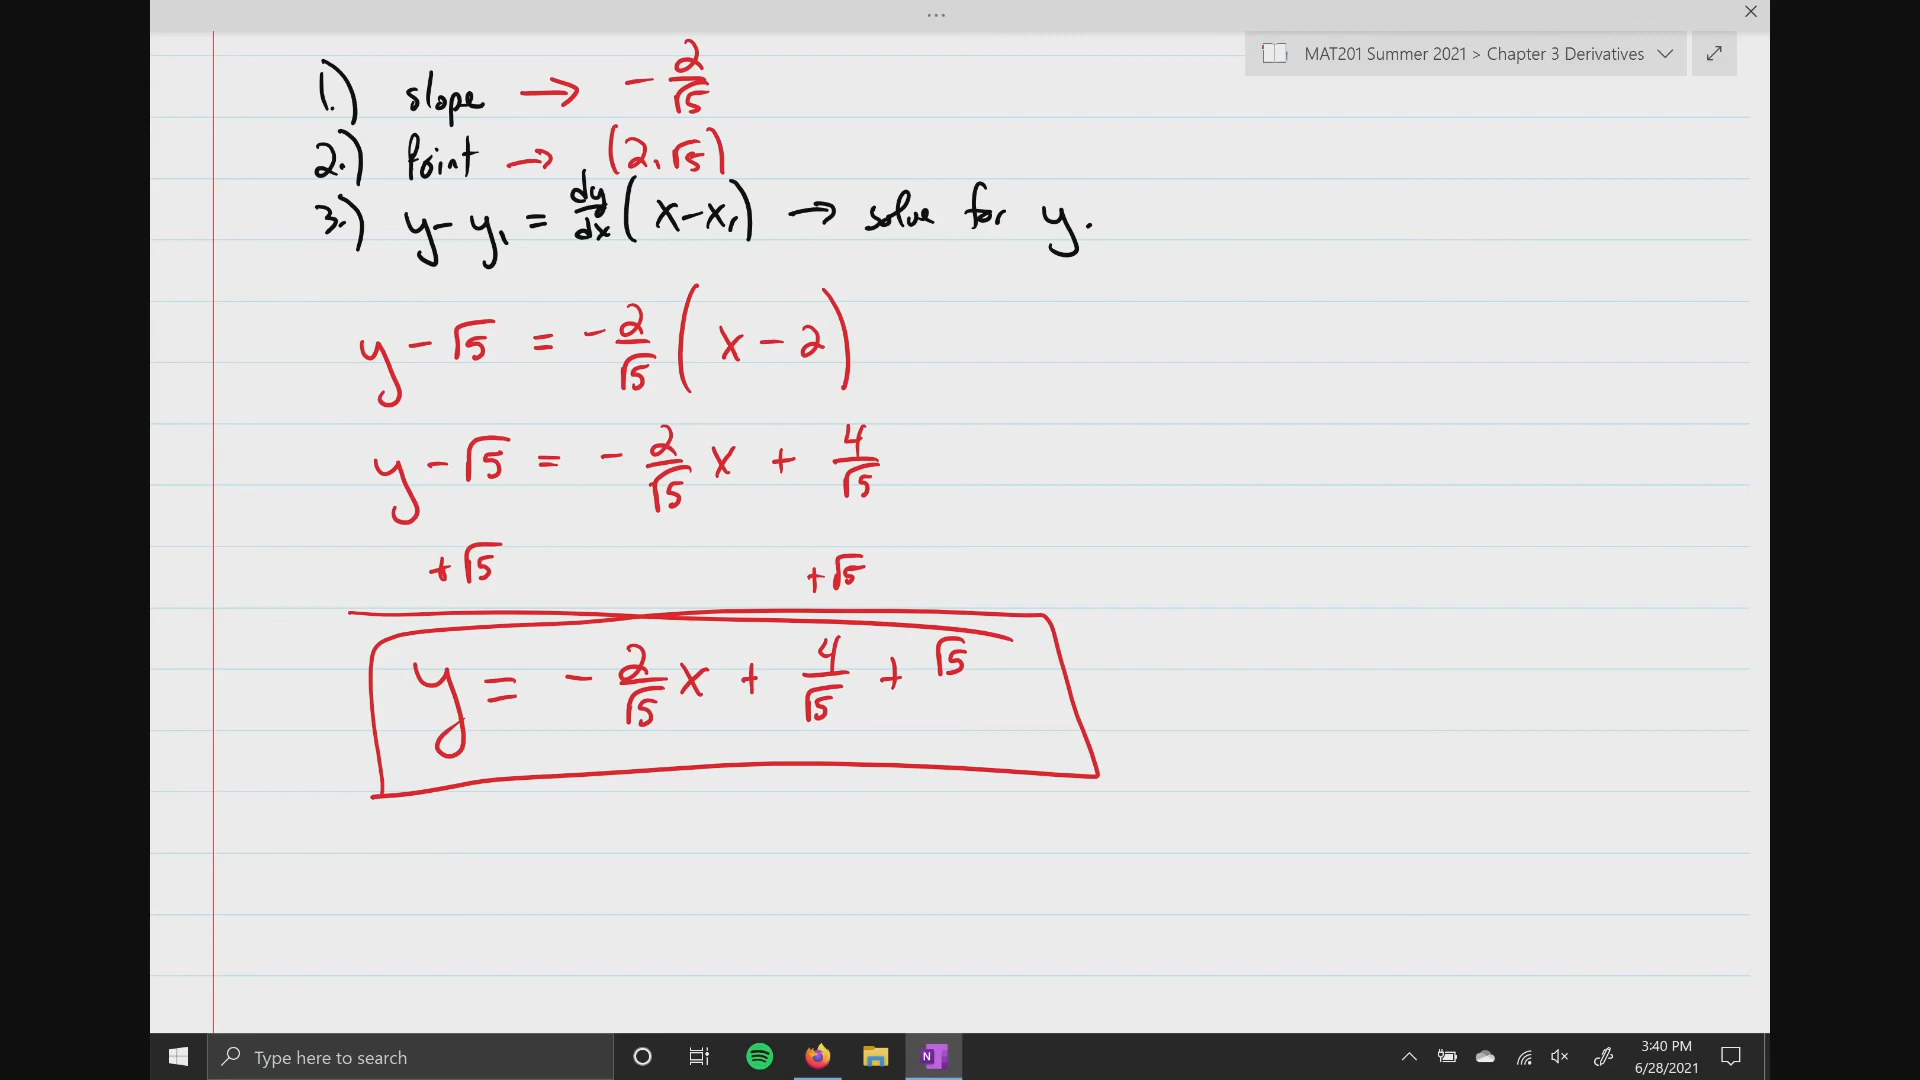 MAT201 Summer 2021 > Chapter 3 Derivatives
1.) slope → - 2/√5
2.) Point → (2, √5)
3.) y - y₁ = dy/dx (x - x₁) → solve for y.
y - √5 = - 2/√5 (x - 2)
y - √5 = - 2/√5 x + 4/√5
+√5 +√5
y = - 2/√5 x + 4/√5 + √5
Type here to search
N
3:40 PM
6/28/2021